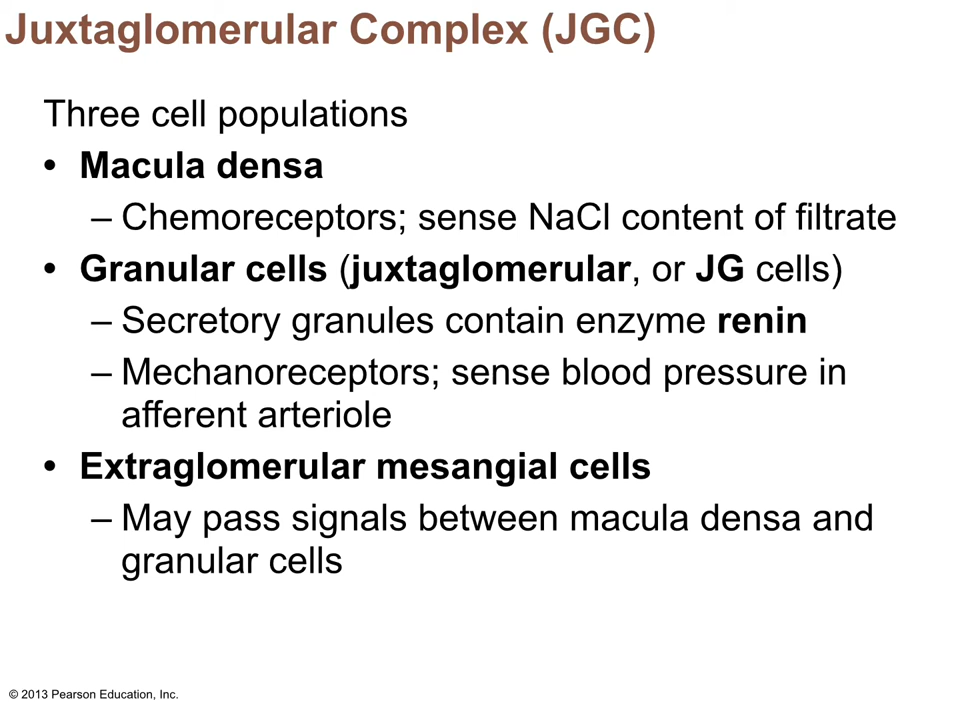 Juxtaglomerular Complex (JGC)
Three cell populations
• Macula densa
– Chemoreceptors; sense NaCl content of filtrate
• Granular cells (juxtaglomerular, or JG cells)
– Secretory granules contain enzyme renin
– Mechanoreceptors; sense blood pressure in
afferent arteriole
• Extraglomerular mesangial cells
– May pass signals between macula densa and
granular cells
© 2013 Pearson Education, Inc.